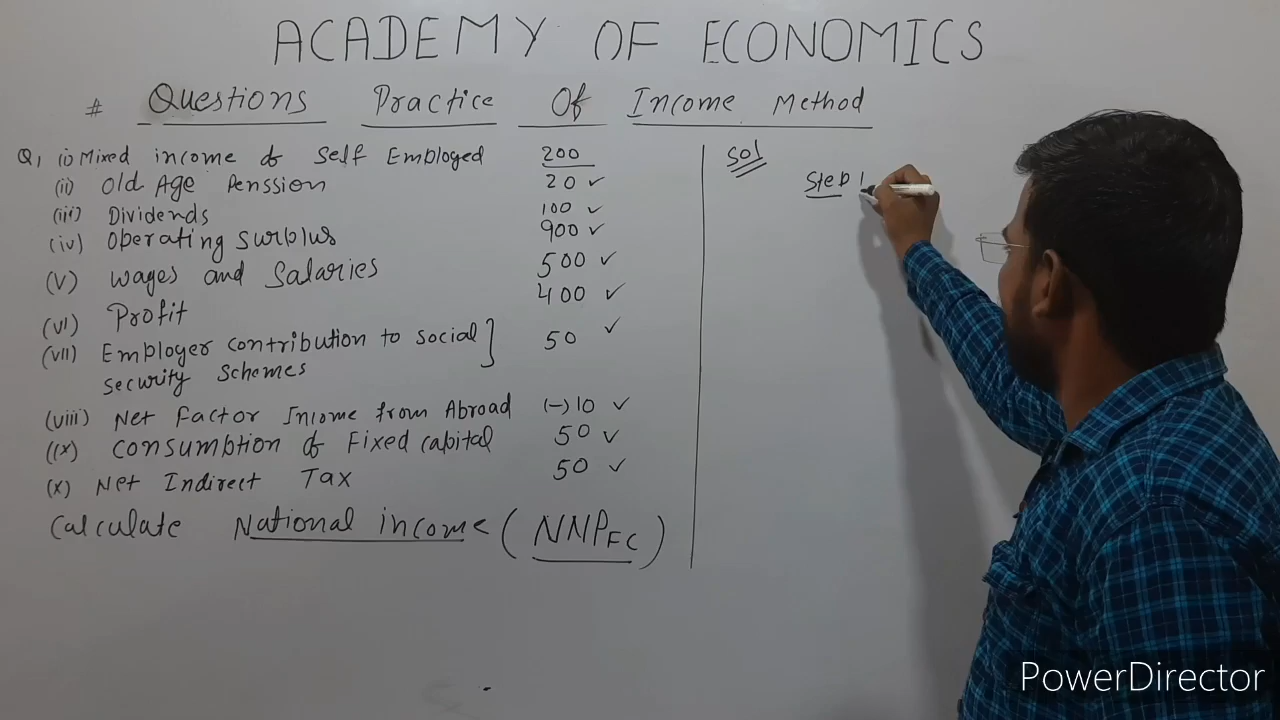 ACADEMY OF ECONOMICS
# Questions Practice Of Income Method
Q1 (i) Mixed income of Self Employed 200
(ii) Old Age Penssion 20 ✓
(iii) Dividends 100 ✓
(iv) Operating Surplus 900 ✓
(v) Wages and Salaries 500 ✓
(vi) Profit 400 ✓
(vii) Employer contribution to social ] 50 ✓
security schemes
(viii) Net Factor Income from Abroad (-) 10 ✓
(ix) Consumption of Fixed Capital 50 ✓
(x) Net Indirect Tax 50 ✓
Calculate National income (NNPFC)
Sol
Step 1
PowerDirector